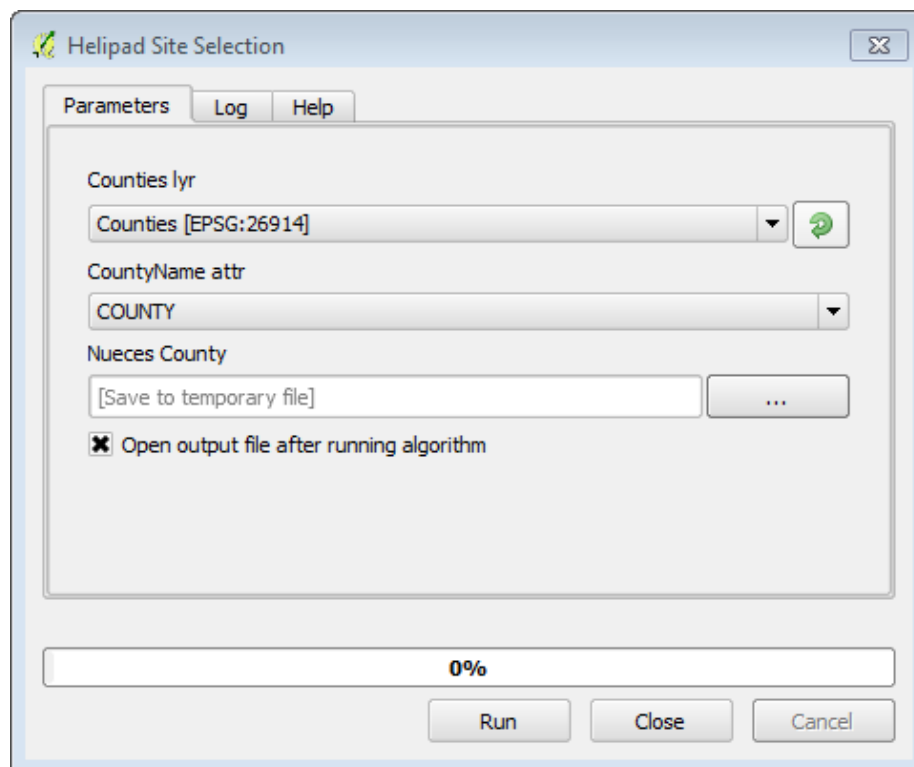 Helipad Site Selection
Parameters Log Help
Counties lyr
Counties [EPSG:26914]
CountyName attr
COUNTY
Nueces County
[Save to temporary file] ...
Open output file after running algorithm
0%
Run Close Cancel